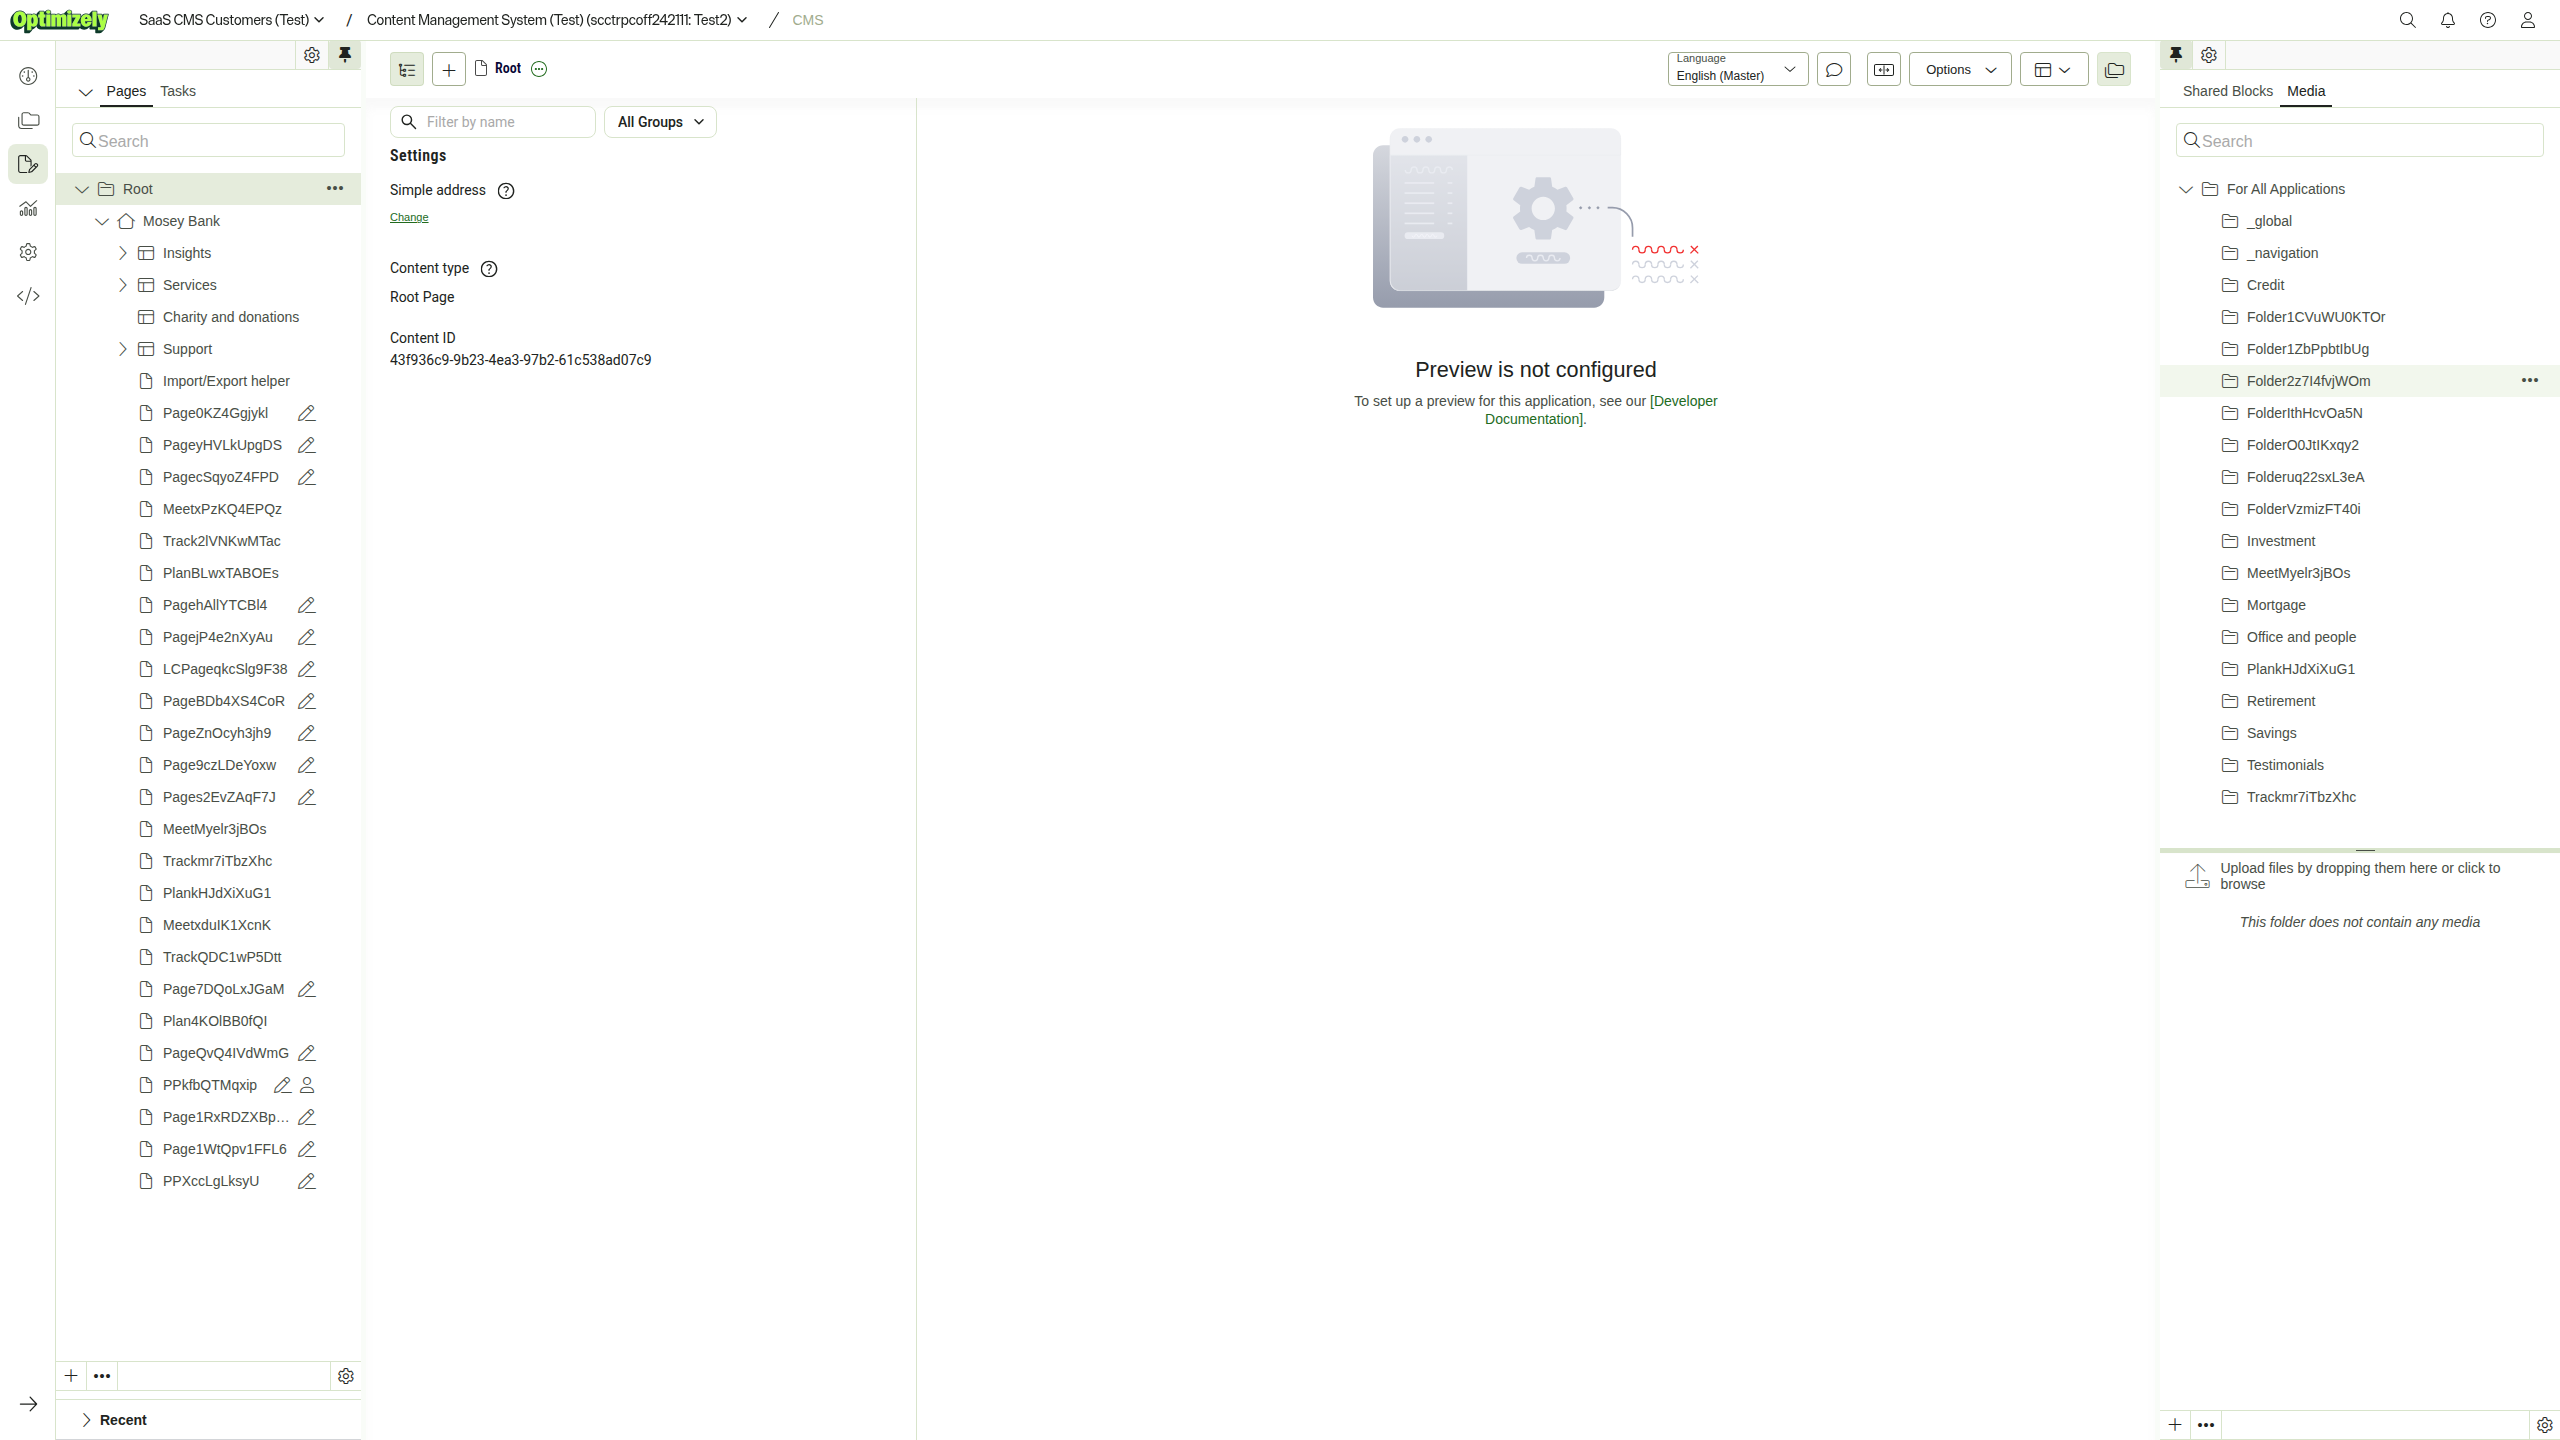 Optimizely
SaaS CMS Customers (Test)
/
Content Management System (Test) (scctrpcoff242111: Test2)
/
CMS
Pages
Tasks
Search
Root
Mosey Bank
Insights
Services
Charity and donations
Support
Import/Export helper
Page0KZ4Ggjykl
PageyHVLkUpgDS
PagecSqyoZ4FPD
MeetxPzKQ4EPQz
Track2lVNKwMTac
PlanBLwxTABOEs
PagehAllYTCBl4
PagejP4e2nXyAu
LCPageqkcSlg9F38
PageBDb4XS4CoR
PageZnOcyh3jh9
Page9czLDeYoxw
Pages2EvZAqF7J
MeetMyelr3jBOs
Trackmr7iTbzXhc
PlankHJdXiXuG1
MeetxduIK1XcnK
TrackQDC1wP5Dtt
Page7DQoLxJGaM
Plan4KOlBB0fQI
PageQvQ4IVdWmG
PPkfbQTMqxip
Page1RxRDZXBp...
Page1WtQpv1FFL6
PPXccLgLksyU
Recent
Root
Language
English (Master)
Options
Filter by name
All Groups
Settings
Simple address
Change
Content type
Root Page
Content ID
43f936c9-9b23-4ea3-97b2-61c538ad07c9
Preview is not configured
To set up a preview for this application, see our [Developer
Documentation].
Shared Blocks
Media
Search
For All Applications
_global
_navigation
Credit
Folder1CVuWU0KTOr
Folder1ZbPpbtIbUg
Folder2z7I4fvjWOm
FolderIthHcvOa5N
FolderO0JtIKxqy2
Folderuq22sxL3eA
FolderVzmizFT40i
Investment
MeetMyelr3jBOs
Mortgage
Office and people
PlankHJdXiXuG1
Retirement
Savings
Testimonials
Trackmr7iTbzXhc
Upload files by dropping them here or click to
browse
This folder does not contain any media